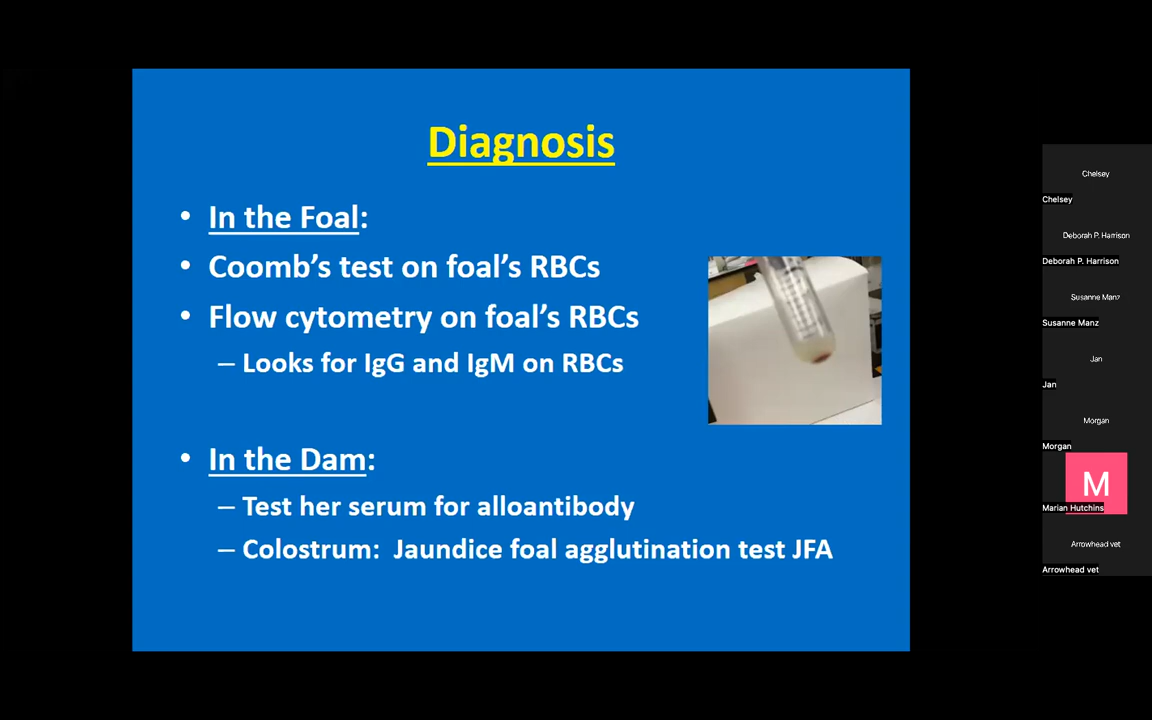 Diagnosis
• In the Foal:
• Coomb's test on foal's RBCs
• Flow cytometry on foal's RBCs
– Looks for IgG and IgM on RBCs
• In the Dam:
– Test her serum for alloantibody
– Colostrum: Jaundice foal agglutination test JFA
Chelsey
Chelsey
Deborah P. Harrison
Deborah P. Harrison
Susanne Manz
Susanne Manz
Jan
Jan
Morgan
Morgan
M
Marian Hutchins
Arrowhead vet
Arrowhead vet